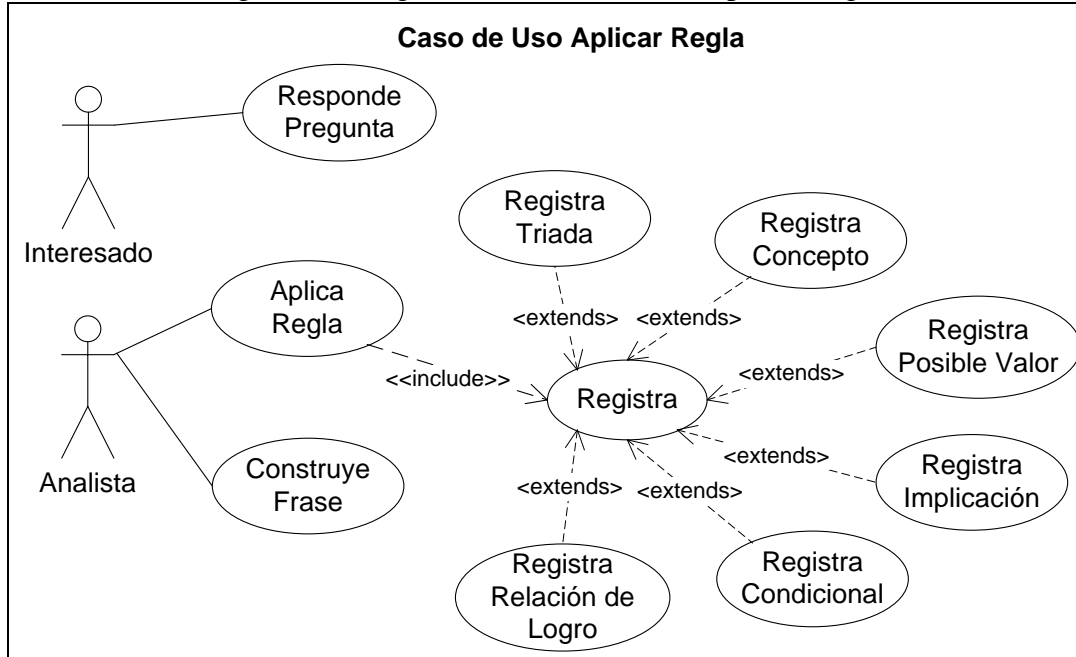 Caso de Uso Aplicar Regla
Responde
Pregunta
Interesado
Registra
Triada
Registra
Concepto
Aplica
Regla
<extends>
<extends>
Registra
Posible Valor
<<include>>
<extends>
Registra
Analista
Construye
Frase
<extends>
<extends>
<extends>
Registra
Implicación
Registra
Relación de
Logro
Registra
Condicional